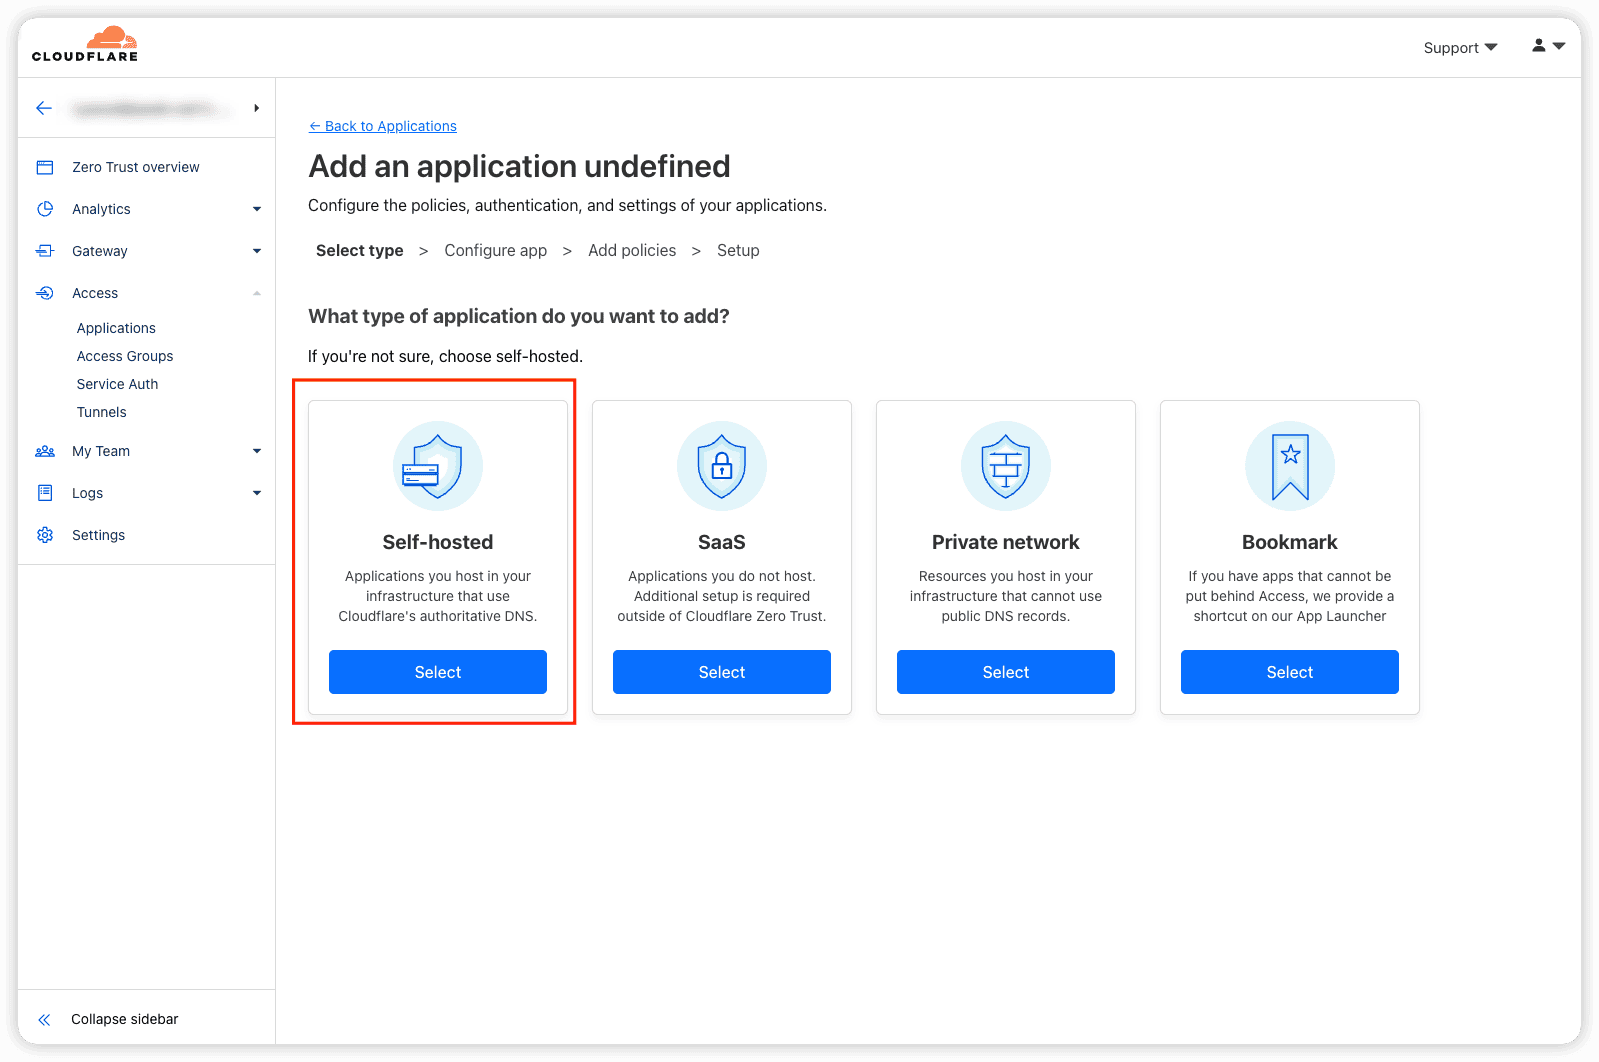 CLOUDFLARE
Support
← Back to Applications
Zero Trust overview
Analytics
Gateway
Access
Applications
Access Groups
Service Auth
Tunnels
My Team
Logs
Settings
Collapse sidebar
Add an application undefined
Configure the policies, authentication, and settings of your applications.
Select type > Configure app > Add policies > Setup
What type of application do you want to add?
If you're not sure, choose self-hosted.
Self-hosted
Applications you host in your
infrastructure that use
Cloudflare's authoritative DNS.
Select
SaaS
Applications you do not host.
Additional setup is required
outside of Cloudflare Zero Trust.
Select
Private network
Resources you host in your
infrastructure that cannot use
public DNS records.
Select
Bookmark
If you have apps that cannot be
put behind Access, we provide a
shortcut on our App Launcher
Select